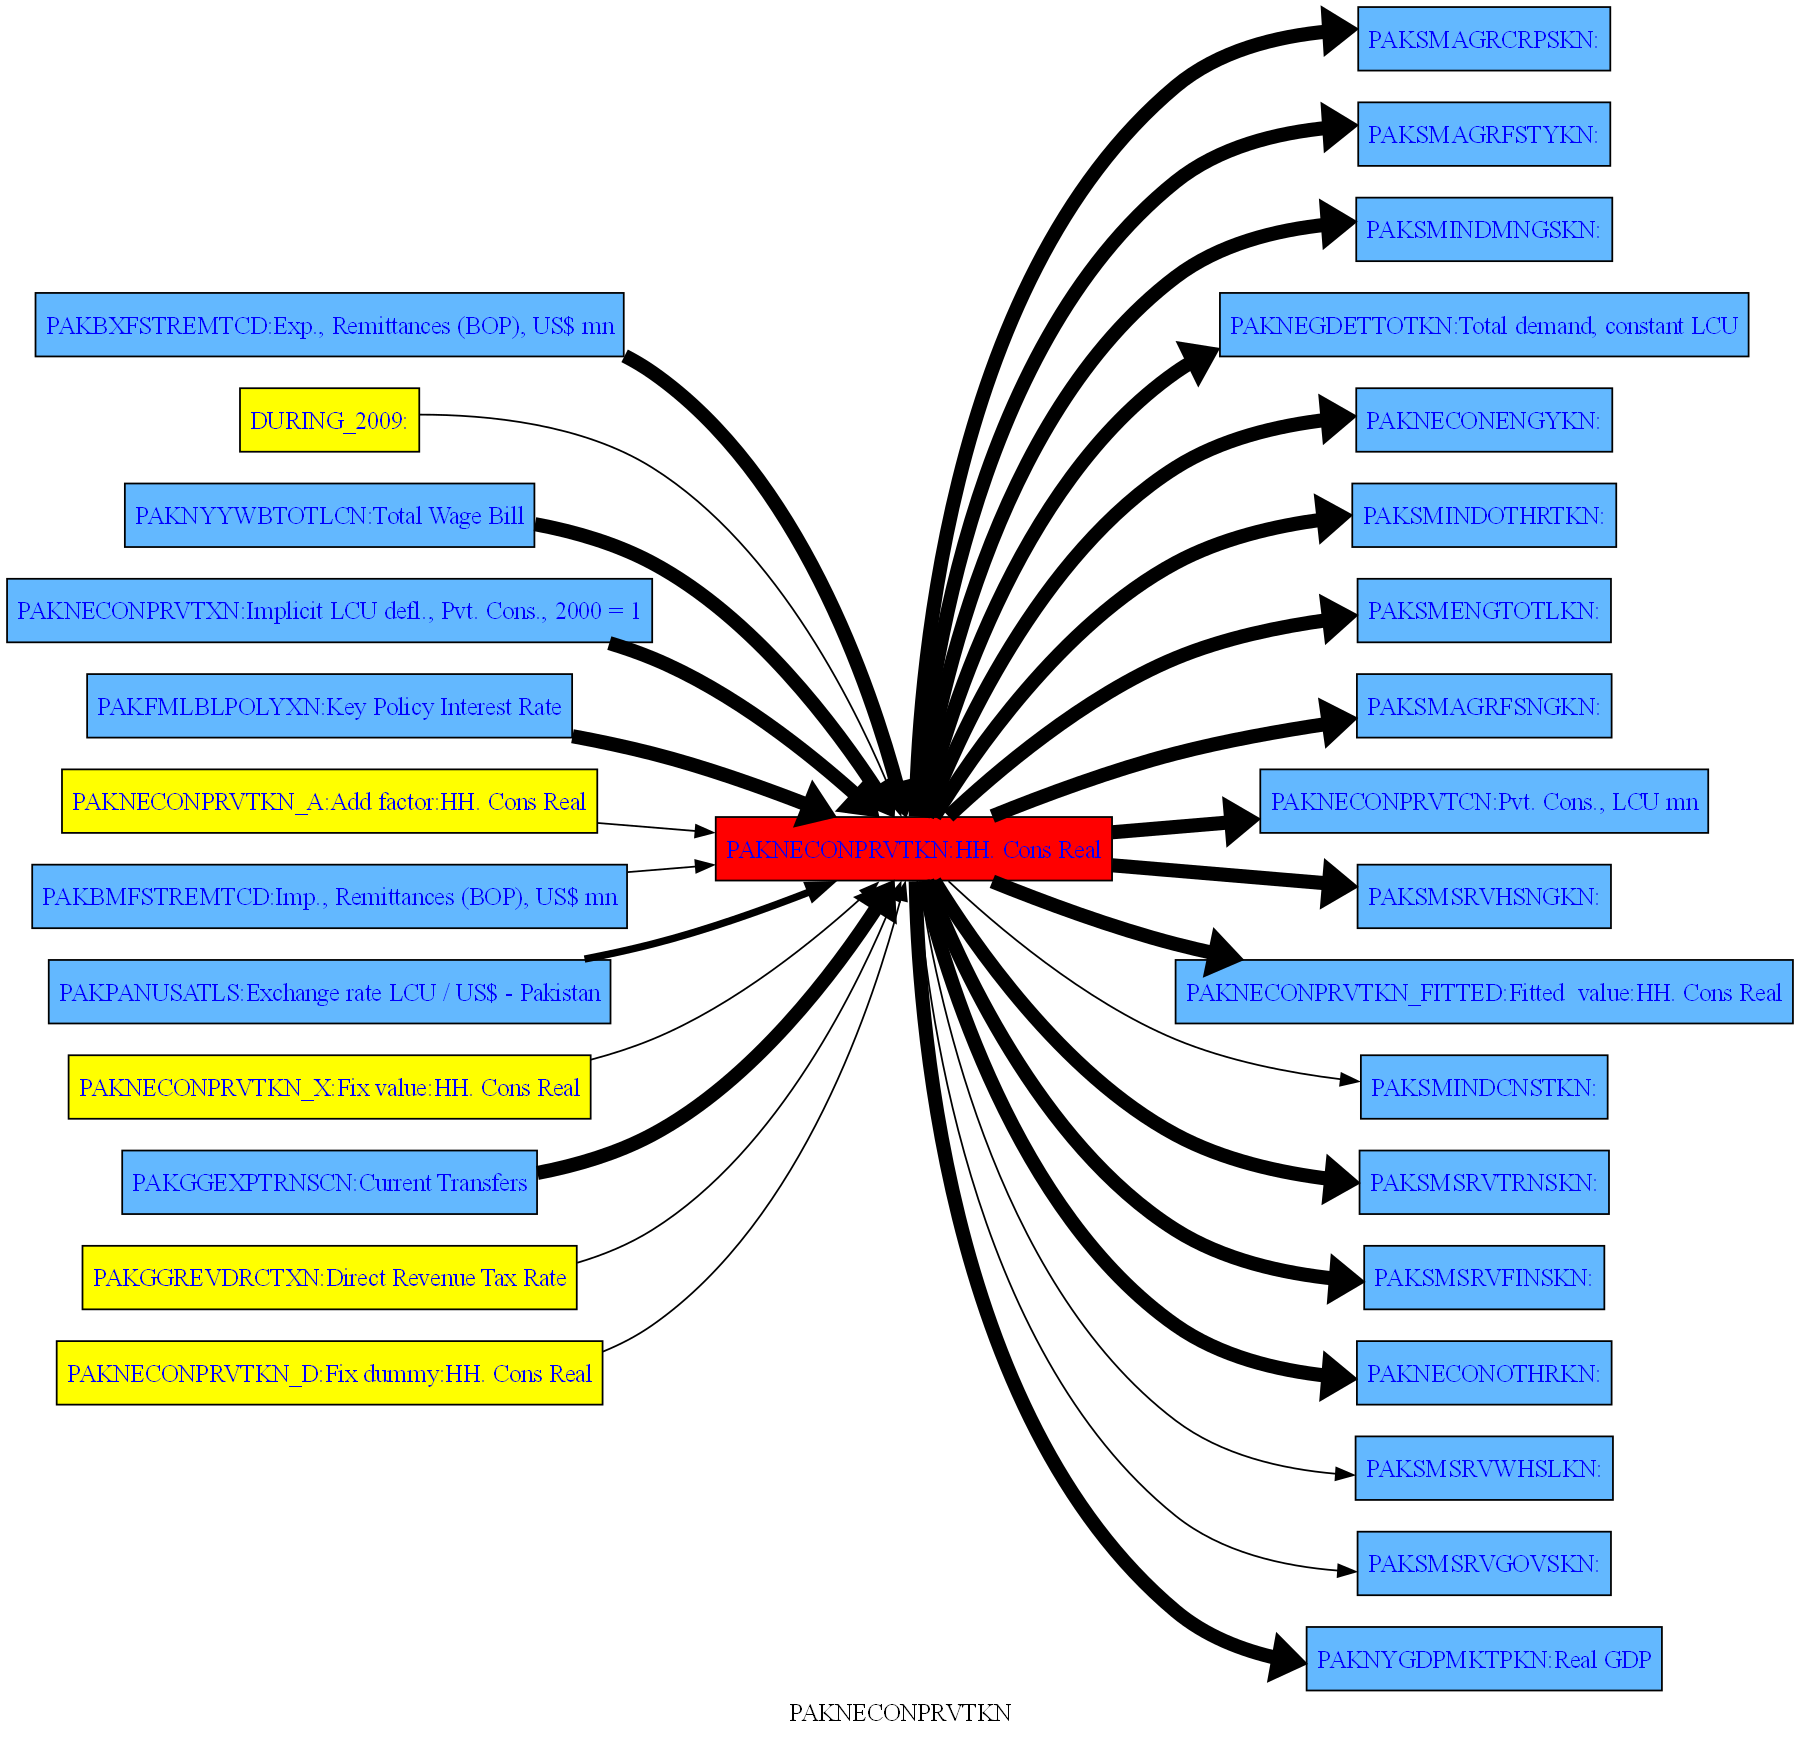 PAKSMAGRCRPSKN:
PAKSMAGRFSTYKN:
PAKSMINDMNGSKN:
PAKBXFSTREMTCD:Exp., Remittances (BOP), US$ mn
PAKNEGDETTOTKN:Total demand, constant LCU
DURING_2009:
PAKNECONENGYKN:
PAKNYYWBTOTLCN:Total Wage Bill
PAKSMINDOTHRTKN:
PAKNECONPRVTXN:Implicit LCU defl., Pvt. Cons., 2000 = 1
PAKSMENGTOTLKN:
PAKFMLBLPOLYXN:Key Policy Interest Rate
PAKSMAGRFSNGKN:
PAKNECONPRVTKN_A:Add factor:HH. Cons Real
PAKNECONPRVTCN:Pvt. Cons., LCU mn
PAKNECONPRVTKN:HH. Cons Real
PAKBMFSTREMTCD:Imp., Remittances (BOP), US$ mn
PAKSMSRVHSNGKN:
PAKPANUSATLS:Exchange rate LCU / US$ - Pakistan
PAKNECONPRVTKN_FITTED:Fitted  value:HH. Cons Real
PAKNECONPRVTKN_X:Fix value:HH. Cons Real
PAKSMINDCNSTKN:
PAKGGEXPTRNSCN:Current Transfers
PAKSMSRVTRNSKN:
PAKGGREVDRCTXN:Direct Revenue Tax Rate
PAKSMSRVFINSKN:
PAKNECONPRVTKN_D:Fix dummy:HH. Cons Real
PAKNECONOTHRKN:
PAKSMSRVWHSLKN:
PAKSMSRVGOVSKN:
PAKNYGDPMKTPKN:Real GDP
PAKNECONPRVTKN